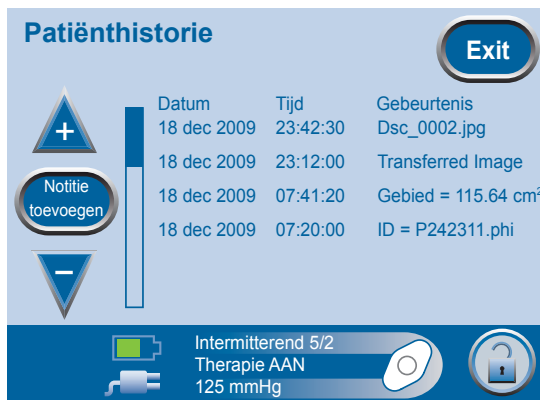 Patiënthistorie
Exit
Datum Tijd Gebeurtenis
18 dec 2009 23:42:30 Dsc_0002.jpg
18 dec 2009 23:12:00 Transferred Image
18 dec 2009 07:41:20 Gebied = 115.64 cm²
18 dec 2009 07:20:00 ID = P242311.phi
+
Notitie
toevoegen
–
Intermitterend 5/2
Therapie AAN
125 mmHg